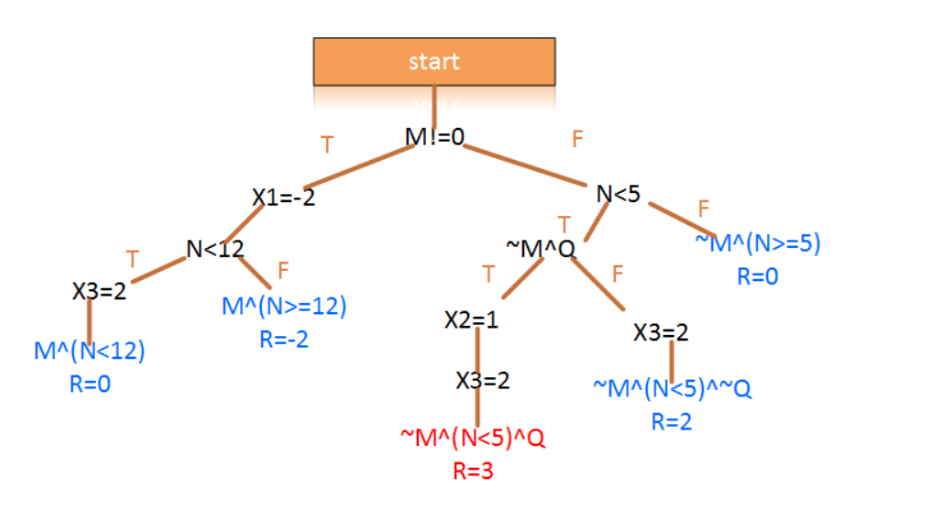 start
M!=0
T
F
X1=-2
N<5
T
F
N<12
~M^Q
~M^(N>=5)
R=0
T
F
T
F
X3=2
M^(N>=12)
R=-2
X2=1
X3=2
M^(N<12)
R=0
X3=2
~M^(N<5)^~Q
R=2
~M^(N<5)^Q
R=3